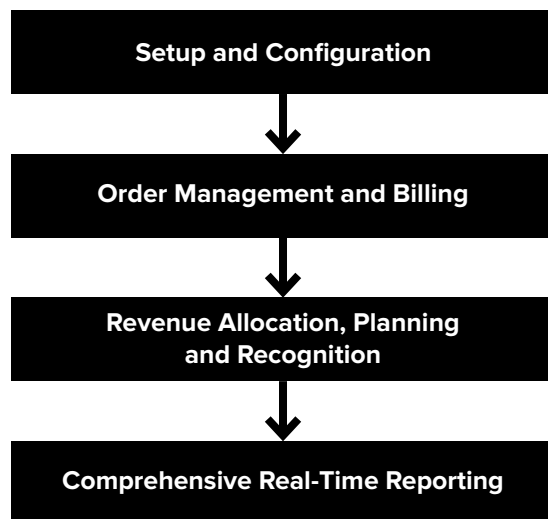 Setup and Configuration
Order Management and Billing
Revenue Allocation, Planning
and Recognition
Comprehensive Real-Time Reporting